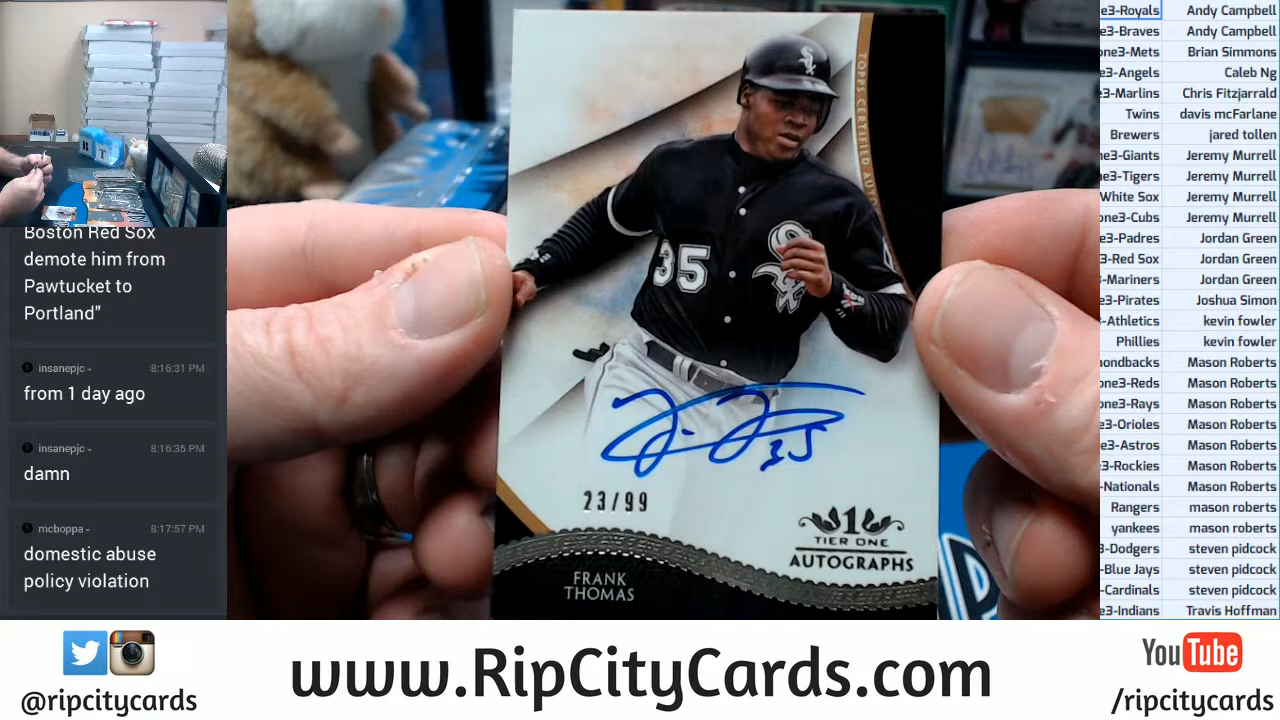 Boston Red Sox
demote him from
Pawtucket to
Portland"
insanepjc 8:16:31 PM
from 1 day ago
insanepjc 8:16:35 PM
damn
mcboppa 8:17:57 PM
domestic abuse
policy violation
TOPPS CERTIFIED AUTO
Sox
35
35
23/99
1
TIER ONE
AUTOGRAPHS
FRANK
THOMAS
e3-Royals Andy Campbell
e3-Braves Andy Campbell
one3-Mets Brian Simmons
e3-Angels Caleb Ng
e3-Marlins Chris Fitzjarrald
Twins davis mcFarlane
Brewers jared tollen
ne3-Giants Jeremy Murrell
e3-Tigers Jeremy Murrell
White Sox Jeremy Murrell
one3-Cubs Jeremy Murrell
e3-Padres Jordan Green
3-Red Sox Jordan Green
3-Mariners Jordan Green
e3-Pirates Joshua Simon
-Athletics kevin fowler
Phillies kevin fowler
mondbacks Mason Roberts
one3-Reds Mason Roberts
one3-Rays Mason Roberts
e3-Orioles Mason Roberts
e3-Astros Mason Roberts
e3-Rockies Mason Roberts
-Nationals Mason Roberts
Rangers mason roberts
yankees mason roberts
3-Dodgers steven pidcock
-Blue Jays steven pidcock
-Cardinals steven pidcock
e3-Indians Travis Hoffman
@ripcitycards
www.RipCityCards.com
YouTube
/ripcitycards